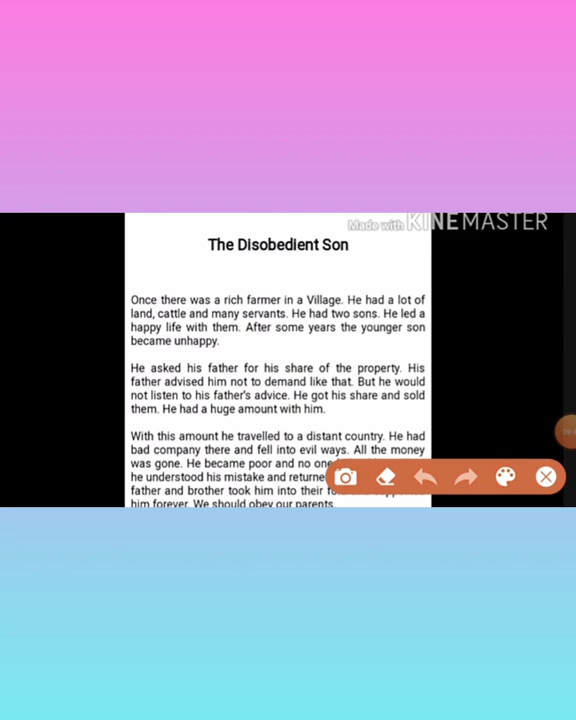 Made with KINEMASTER
The Disobedient Son
Once there was a rich farmer in a Village. He had a lot of
land, cattle and many servants. He had two sons. He led a
happy life with them. After some years the younger son
became unhappy.
He asked his father for his share of the property. His
father advised him not to demand like that. But he would
not listen to his father's advice. He got his share and sold
them. He had a huge amount with him.
With this amount he travelled to a distant country. He had
bad company there and fell into evil ways. All the money
was gone. He became poor and no one
he understood his mistake and returne
father and brother took him into their
him forever. We should obey our parents